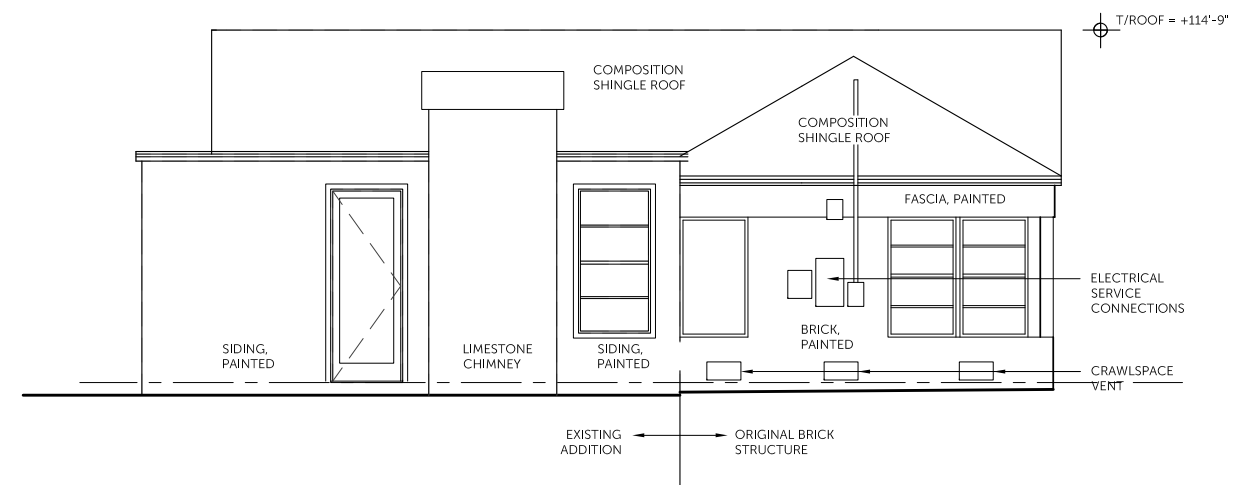 T/ROOF = +114'-9"
COMPOSITION
SHINGLE ROOF
COMPOSITION
SHINGLE ROOF
FASCIA, PAINTED
ELECTRICAL
SERVICE
CONNECTIONS
BRICK,
PAINTED
SIDING,
PAINTED
LIMESTONE
CHIMNEY
SIDING,
PAINTED
CRAWLSPACE
VENT
EXISTING
ADDITION
ORIGINAL BRICK
STRUCTURE